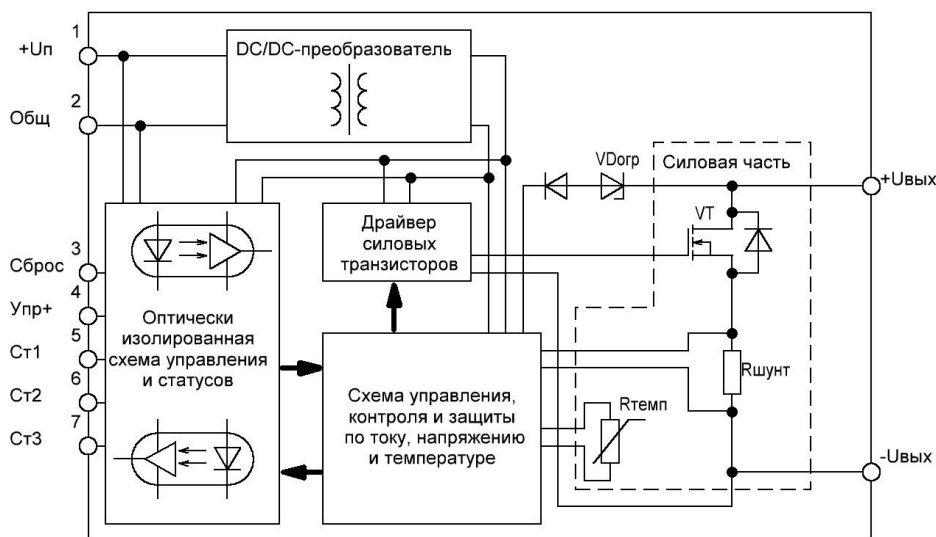 1
+Uп
DC/DC-преобразователь
2
Общ
VDогр
Силовая часть
+Uвых
VT
Драйвер
силовых
транзисторов
3
Сброс
4
Упр+
5
Ст1
6
Ст2
7
Ст3
Оптически
изолированная
схема управления
и статусов
Схема управления,
контроля и защиты
по току, напряжению
и температуре
Rшунт
Rтемп
-Uвых